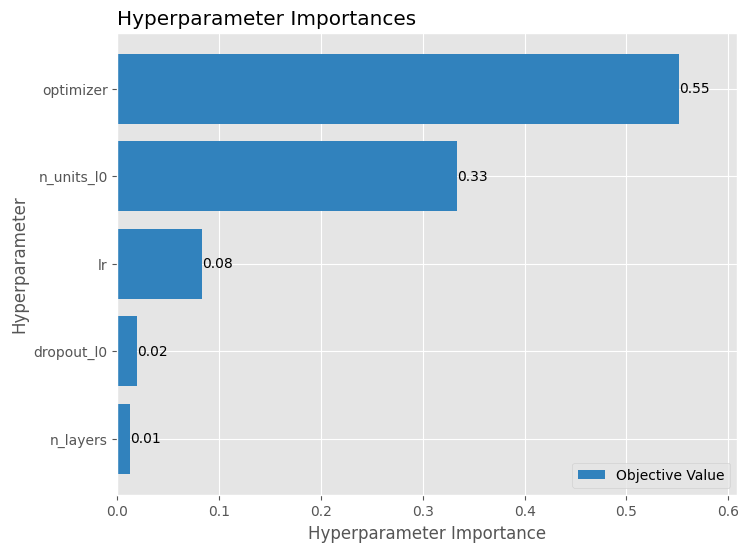 Hyperparameter Importances
Hyperparameter
optimizer
0.55
n_units_l0
0.33
lr
0.08
dropout_l0
0.02
n_layers
0.01
Objective Value
0.0 0.1 0.2 0.3 0.4 0.5 0.6
Hyperparameter Importance